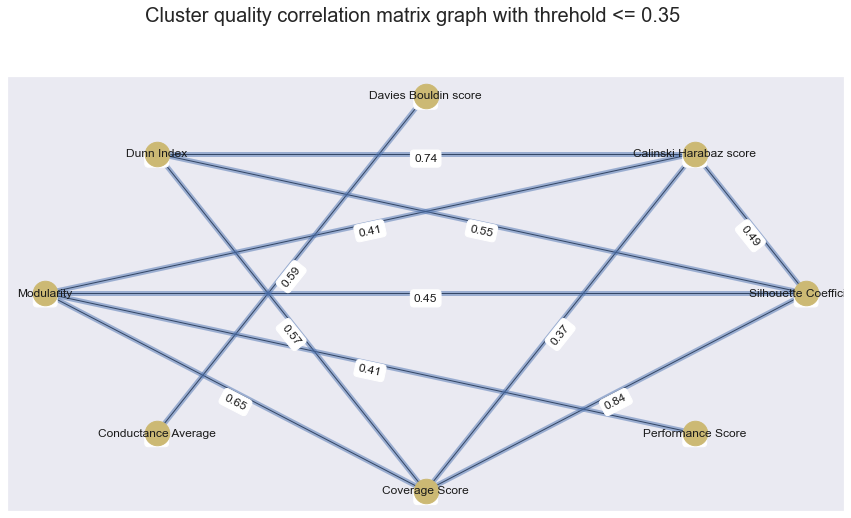 Cluster quality correlation matrix graph with threhold <= 0.35
Davies Bouldin score
Dunn Index
0.74
Calinski Harabaz score
0.41
0.55
0.49
0.59
Modularity
0.45
Silhouette Coeffici
0.57
0.37
0.41
0.65
0.84
Conductance Average
Performance Score
Coverage Score